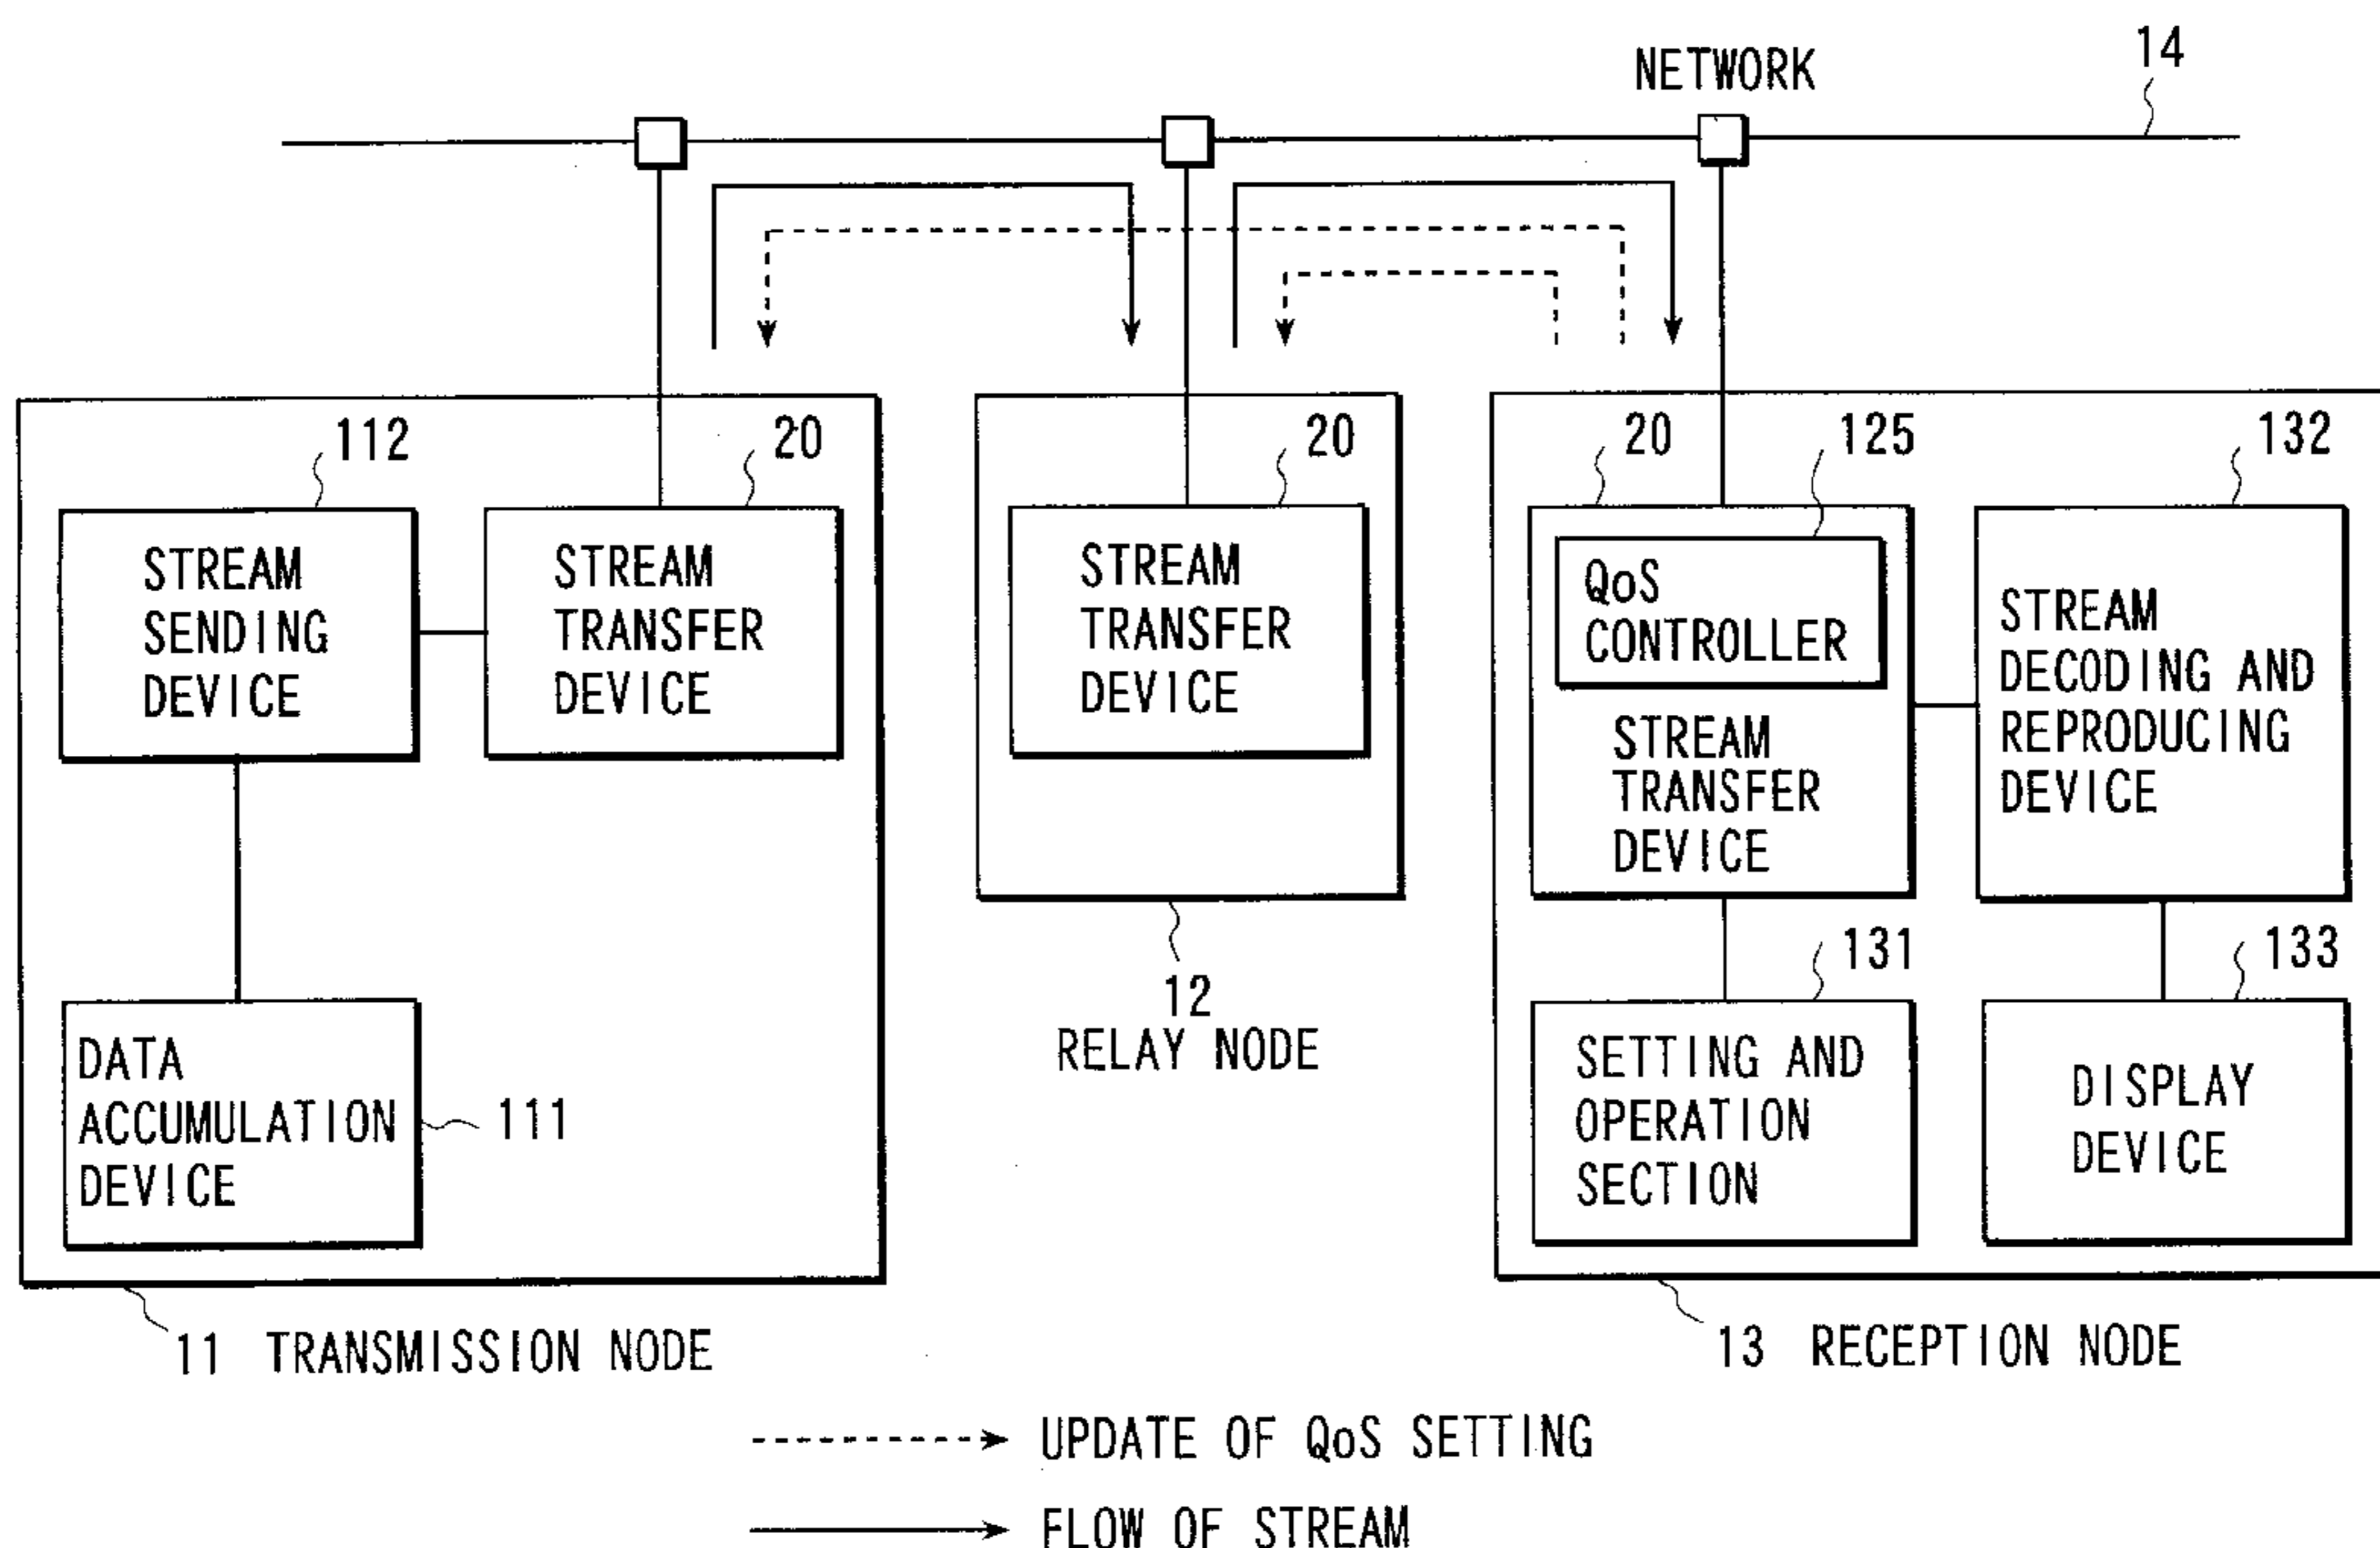 NETWORK
14
112
20
STREAM
SENDING
DEVICE
STREAM
TRANSFER
DEVICE
DATA
ACCUMULATION
DEVICE
111
11 TRANSMISSION NODE
20
STREAM
TRANSFER
DEVICE
12
RELAY NODE
20
125
132
QoS
CONTROLLER
STREAM
TRANSFER
DEVICE
STREAM
DECODING AND
REPRODUCING
DEVICE
131
133
SETTING AND
OPERATION
SECTION
DISPLAY
DEVICE
13 RECEPTION NODE
UPDATE OF QoS SETTING
FLOW OF STREAM